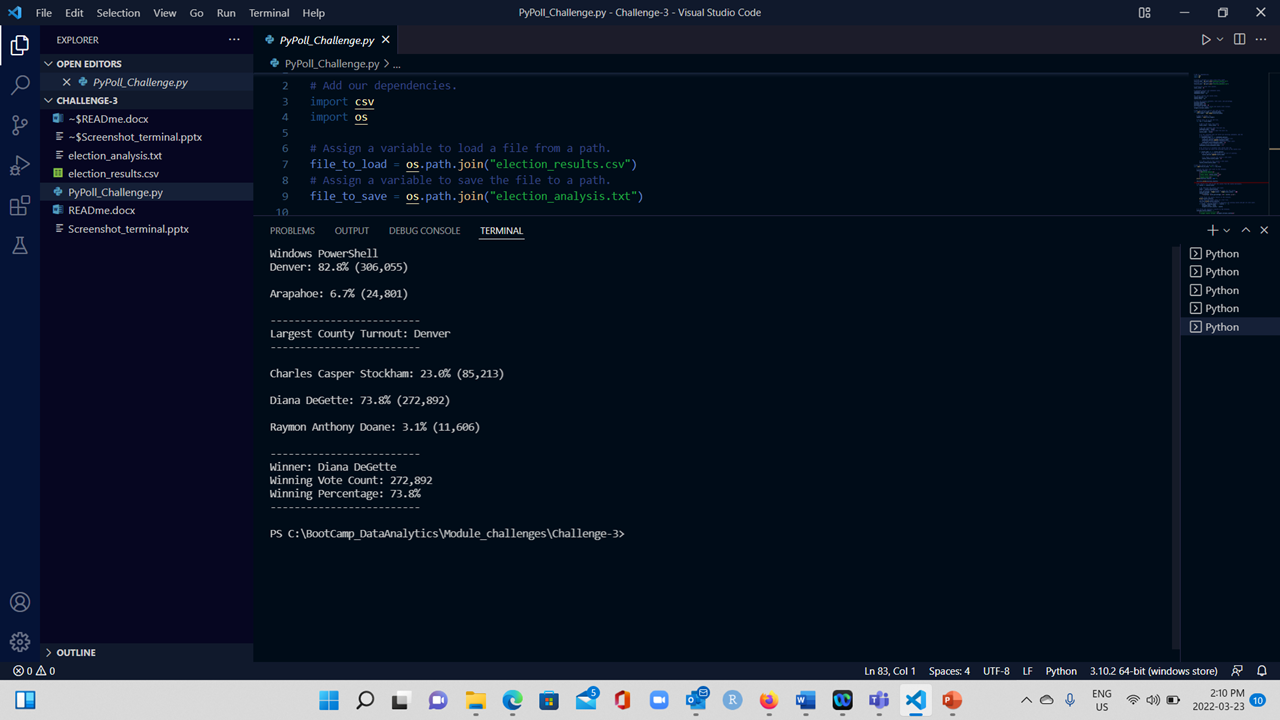 File Edit Selection View Go Run Terminal Help
PyPoll_Challenge.py - Challenge-3 - Visual Studio Code
EXPLORER
OPEN EDITORS
PyPoll_Challenge.py
CHALLENGE-3
~$READme.docx
~$Screenshot_terminal.pptx
election_analysis.txt
election_results.csv
PyPoll_Challenge.py
READme.docx
Screenshot_terminal.pptx
OUTLINE
PyPoll_Challenge.py
PyPoll_Challenge.py > ...
2 # Add our dependencies.
3 import csv
4 import os
5
6 # Assign a variable to load a file from a path.
7 file_to_load = os.path.join("election_results.csv")
8 # Assign a variable to save the file to a path.
9 file_to_save = os.path.join("election_analysis.txt")
10
PROBLEMS OUTPUT DEBUG CONSOLE TERMINAL
Windows PowerShell
Denver: 82.8% (306,055)
Arapahoe: 6.7% (24,801)
-------------------------
Largest County Turnout: Denver
-------------------------
Charles Casper Stockham: 23.0% (85,213)
Diana DeGette: 73.8% (272,892)
Raymon Anthony Doane: 3.1% (11,606)
-------------------------
Winner: Diana DeGette
Winning Vote Count: 272,892
Winning Percentage: 73.8%
-------------------------
PS C:\BootCamp_DataAnalytics\Module_challenges\Challenge-3>
Python
Python
Python
Python
Python
0 0
Ln 83, Col 1 Spaces: 4 UTF-8 LF Python 3.10.2 64-bit (windows store)
5
R
ENG
US
2:10 PM
2022-03-23
10